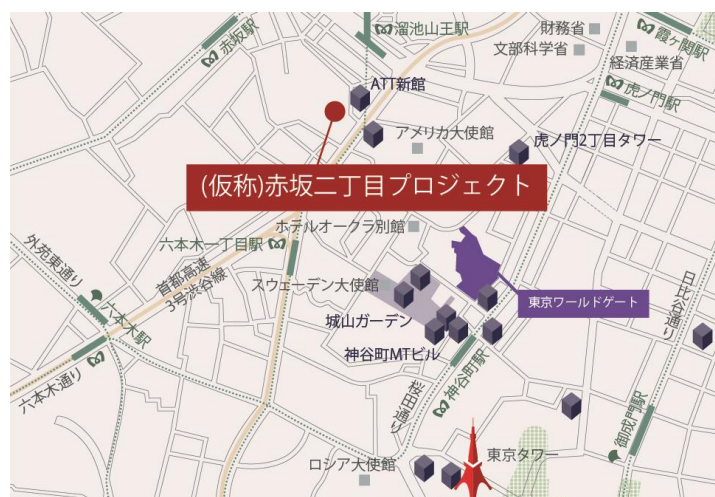 溜池山王駅
赤坂駅
財務省
文部科学省
霞ヶ関駅
経済産業省
虎ノ門駅
ATT新館
アメリカ大使館
虎ノ門2丁目タワー
(仮称)赤坂二丁目プロジェクト
ホテルオークラ別館
六本木一丁目駅
外苑東通り
首都高速
3号渋谷線
スウェーデン大使館
東京ワールドゲート
日比谷通り
六本木駅
城山ガーデン
神谷町MTビル
神谷町駅
六本木通り
桜田通り
御成門駅
ロシア大使館
東京タワー